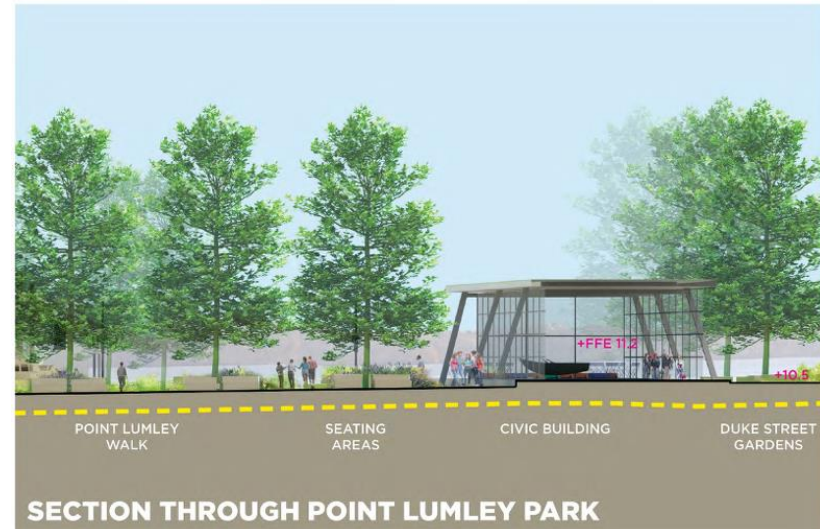 +FFE 11.2
+10.5
POINT LUMLEY
WALK
SEATING
AREAS
CIVIC BUILDING
DUKE STREET
GARDENS
SECTION THROUGH POINT LUMLEY PARK